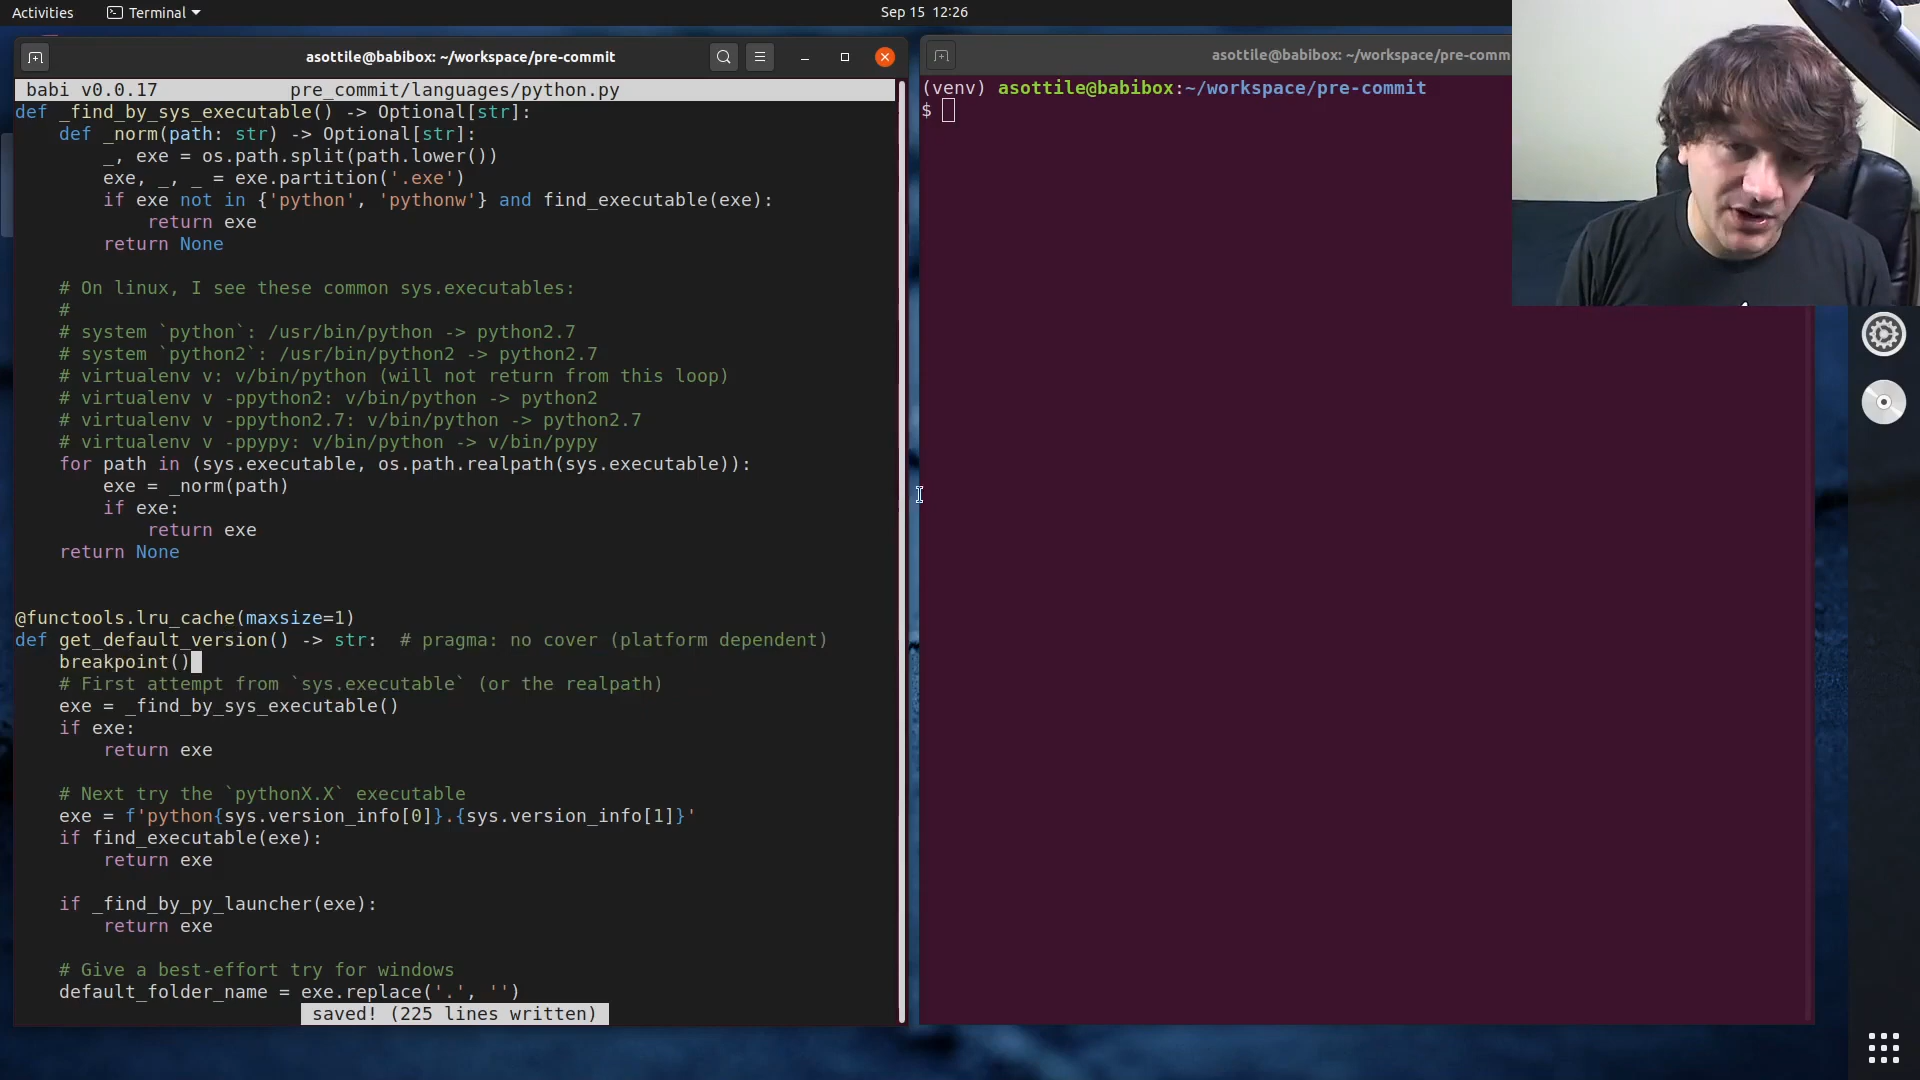 Activities
Terminal
Sep 15 12:26
asottile@babibox: ~/workspace/pre-commit
babi v0.0.17 pre_commit/languages/python.py
def _find_by_sys_executable() -> Optional[str]:
    def _norm(path: str) -> Optional[str]:
        _, exe = os.path.split(path.lower())
        exe, _, _ = exe.partition('.exe')
        if exe not in {'python', 'pythonw'} and find_executable(exe):
            return exe
        return None
    # On linux, I see these common sys.executables:
    #
    # system `python`: /usr/bin/python -> python2.7
    # system `python2`: /usr/bin/python2 -> python2.7
    # virtualenv v: v/bin/python (will not return from this loop)
    # virtualenv v -ppython2: v/bin/python -> python2
    # virtualenv v -ppython2.7: v/bin/python -> python2.7
    # virtualenv v -ppypy: v/bin/python -> v/bin/pypy
    for path in (sys.executable, os.path.realpath(sys.executable)):
        exe = _norm(path)
        if exe:
            return exe
    return None
@functools.lru_cache(maxsize=1)
def get_default_version() -> str:  # pragma: no cover (platform dependent)
    breakpoint()
    # First attempt from `sys.executable` (or the realpath)
    exe = _find_by_sys_executable()
    if exe:
        return exe
    # Next try the `pythonX.X` executable
    exe = f'python{sys.version_info[0]}.{sys.version_info[1]}'
    if find_executable(exe):
        return exe
    if _find_by_py_launcher(exe):
        return exe
    # Give a best-effort try for windows
    default_folder_name = exe.replace('.', '')
saved! (225 lines written)
asottile@babibox: ~/workspace/pre-comm
(venv) asottile@babibox:~/workspace/pre-commit
$